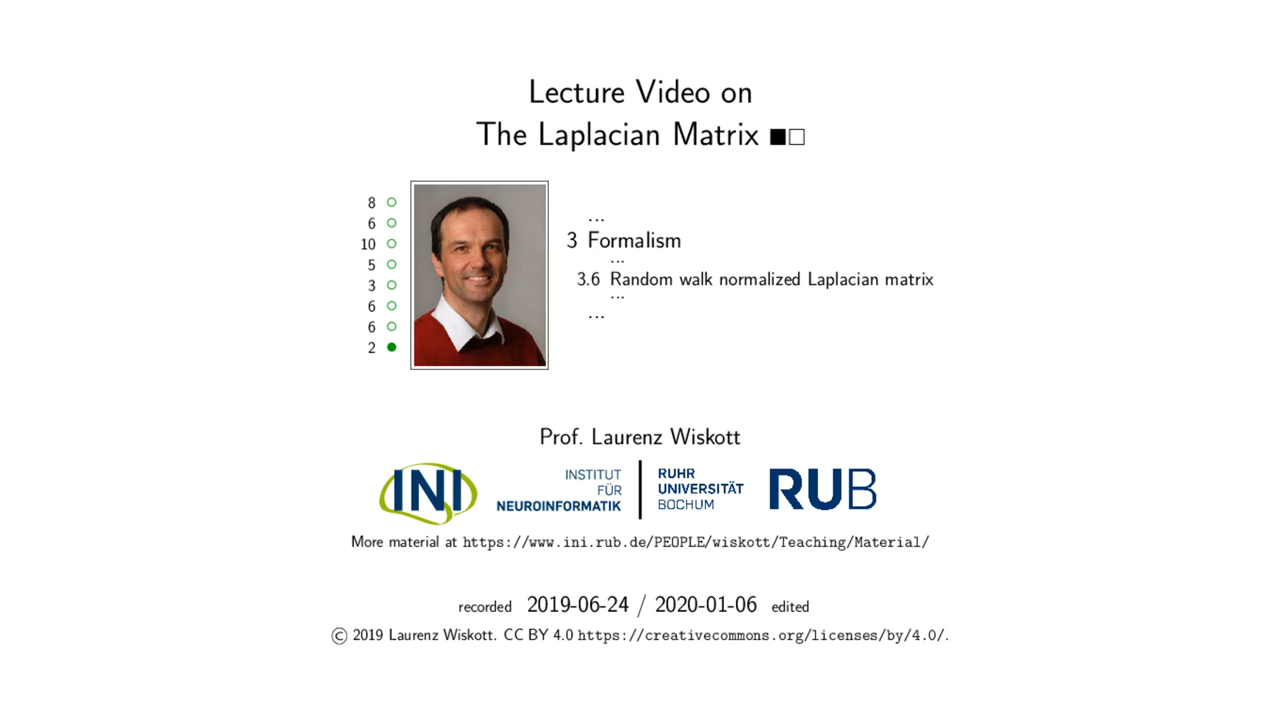 Lecture Video on
The Laplacian Matrix ■□
8
6
10
5
3
6
6
2
...
3 Formalism
...
3.6 Random walk normalized Laplacian matrix
...
...
Prof. Laurenz Wiskott
INI
INSTITUT
FÜR
NEUROINFORMATIK
RUHR
UNIVERSITÄT
BOCHUM
RUB
More material at https://www.ini.rub.de/PEOPLE/wiskott/Teaching/Material/
recorded 2019-06-24 / 2020-01-06 edited
© 2019 Laurenz Wiskott. CC BY 4.0 https://creativecommons.org/licenses/by/4.0/.